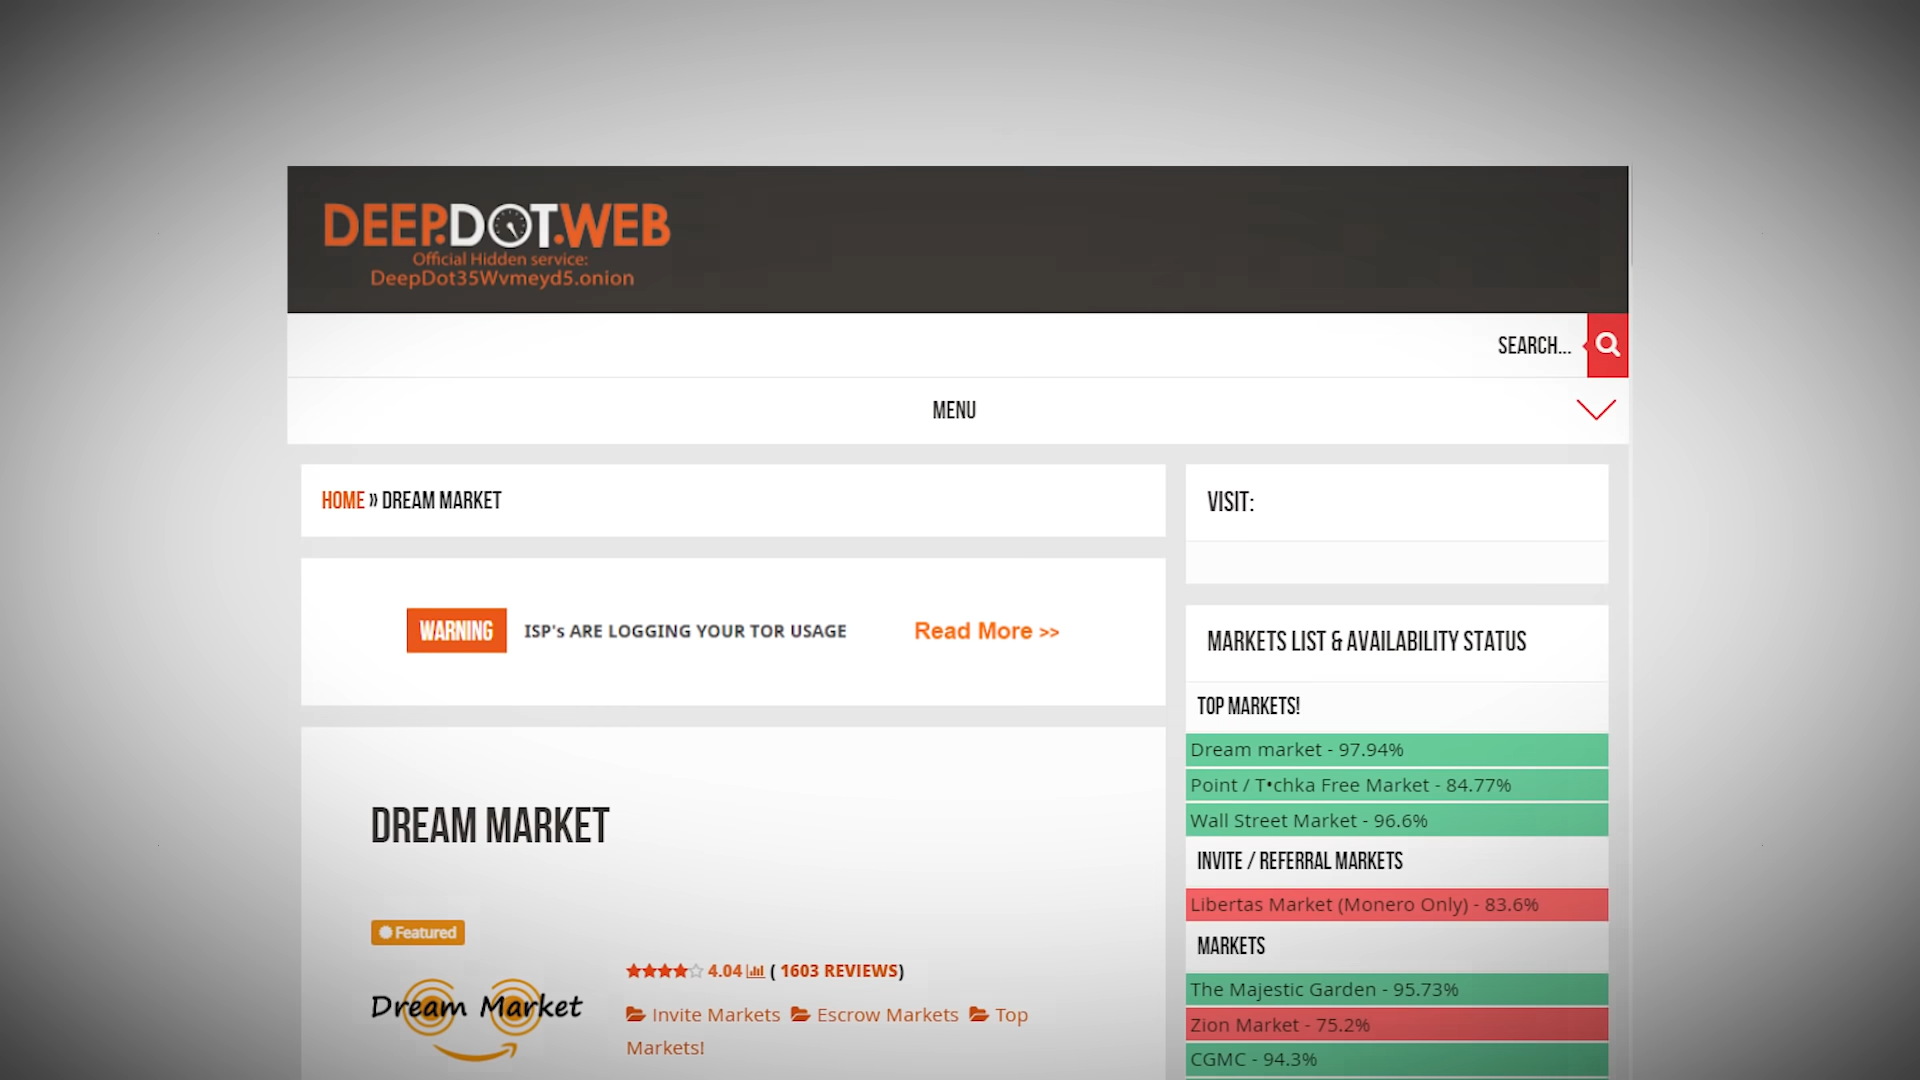 DEEP.DOT.WEB
Official Hidden service:
DeepDot35Wvmeyd5.onion
SEARCH...
MENU
HOME » DREAM MARKET
WARNING ISP's ARE LOGGING YOUR TOR USAGE Read More >>
DREAM MARKET
Featured
Dream Market
4.04 ( 1603 REVIEWS)
Invite Markets Escrow Markets Top
Markets!
VISIT:
MARKETS LIST & AVAILABILITY STATUS
TOP MARKETS!
Dream market - 97.94%
Point / T•chka Free Market - 84.77%
Wall Street Market - 96.6%
INVITE / REFERRAL MARKETS
Libertas Market (Monero Only) - 83.6%
MARKETS
The Majestic Garden - 95.73%
Zion Market - 75.2%
CGMC - 94.3%